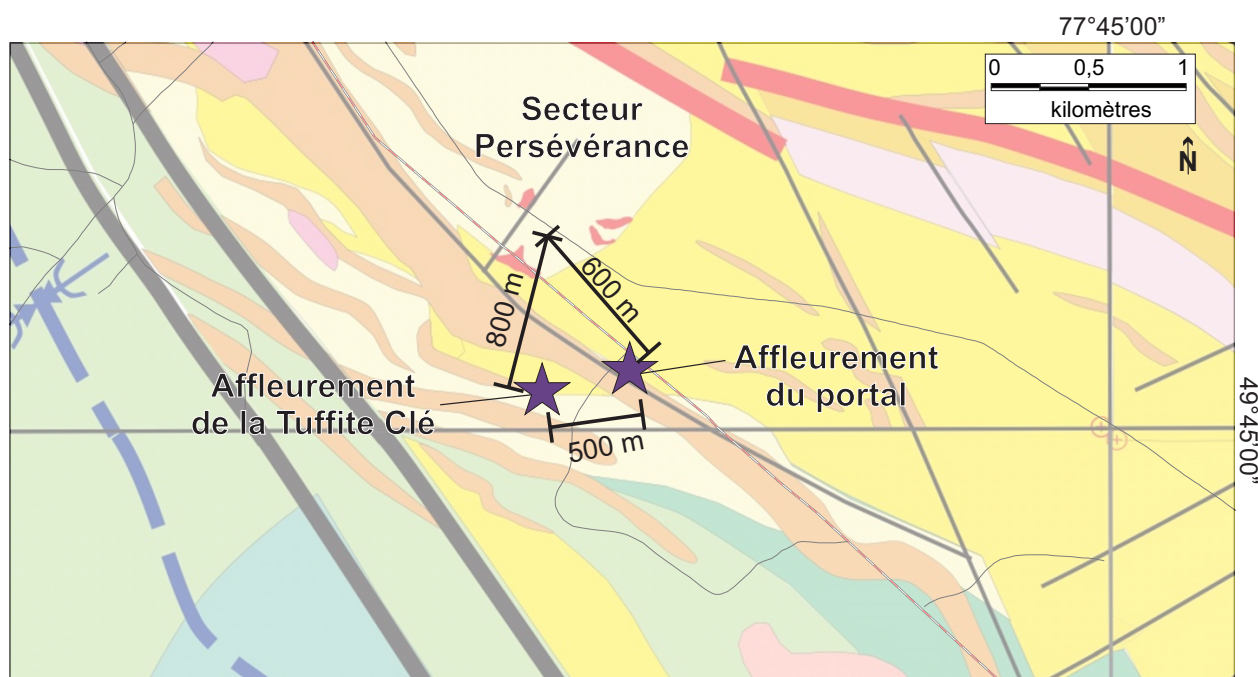 77°45’00”
0 0,5 1
kilomètres
N
Secteur
Persévérance
600 m
800 m
Affleurement
du portal
Affleurement
de la Tuffite Clé
500 m
49°45’00”